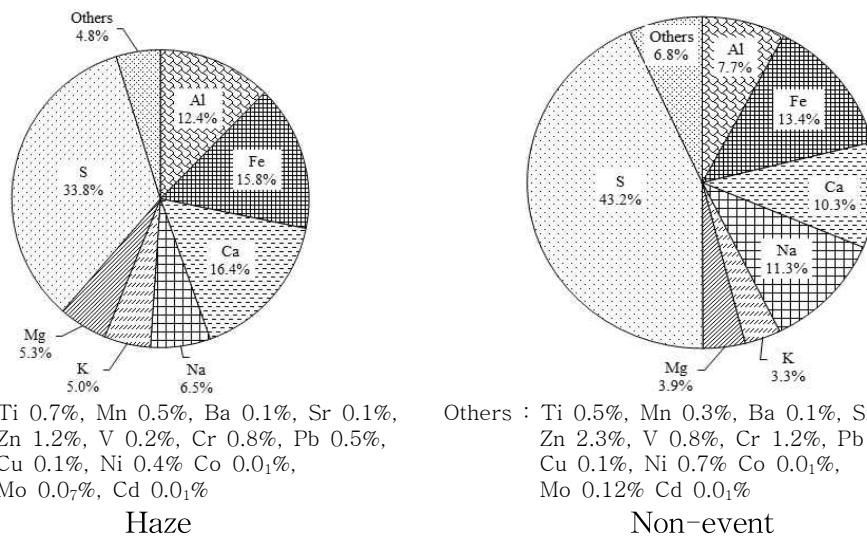 Others
4.8%
Al
12.4%
Fe
15.8%
Ca
16.4%
Na
6.5%
K
5.0%
Mg
5.3%
S
33.8%
Ti 0.7%, Mn 0.5%, Ba 0.1%, Sr 0.1%,
Zn 1.2%, V 0.2%, Cr 0.8%, Pb 0.5%,
Cu 0.1%, Ni 0.4% Co 0.0₁%,
Mo 0.0₇%, Cd 0.0₁%
Haze
Others
6.8%
Al
7.7%
Fe
13.4%
Ca
10.3%
Na
11.3%
K
3.3%
Mg
3.9%
S
43.2%
Others : Ti 0.5%, Mn 0.3%, Ba 0.1%, S
Zn 2.3%, V 0.8%, Cr 1.2%, Pb
Cu 0.1%, Ni 0.7% Co 0.0₁%,
Mo 0.12% Cd 0.0₁%
Non-event